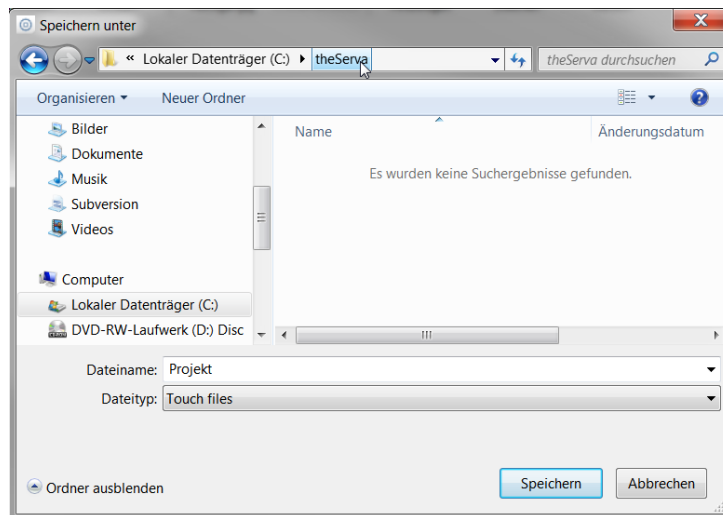 Speichern unter
« Lokaler Datenträger (C:) theServa theServa durchsuchen
Organisieren Neuer Ordner
Bilder
Dokumente
Musik
Subversion
Videos
Computer
Lokaler Datenträger (C:)
DVD-RW-Laufwerk (D:) Disc
Name Änderungsdatum
Es wurden keine Suchergebnisse gefunden.
Dateiname: Projekt
Dateityp: Touch files
Ordner ausblenden Speichern Abbrechen